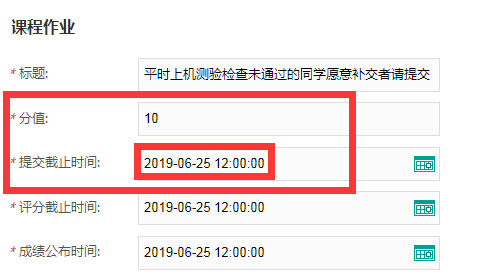 课程作业
* 标题: 平时上机测验检查未通过的同学愿意补交者请提交
* 分值: 10
* 提交截止时间: 2019-06-25 12:00:00
* 评分截止时间: 2019-06-25 12:00:00
* 成绩公布时间: 2019-06-25 12:00:00